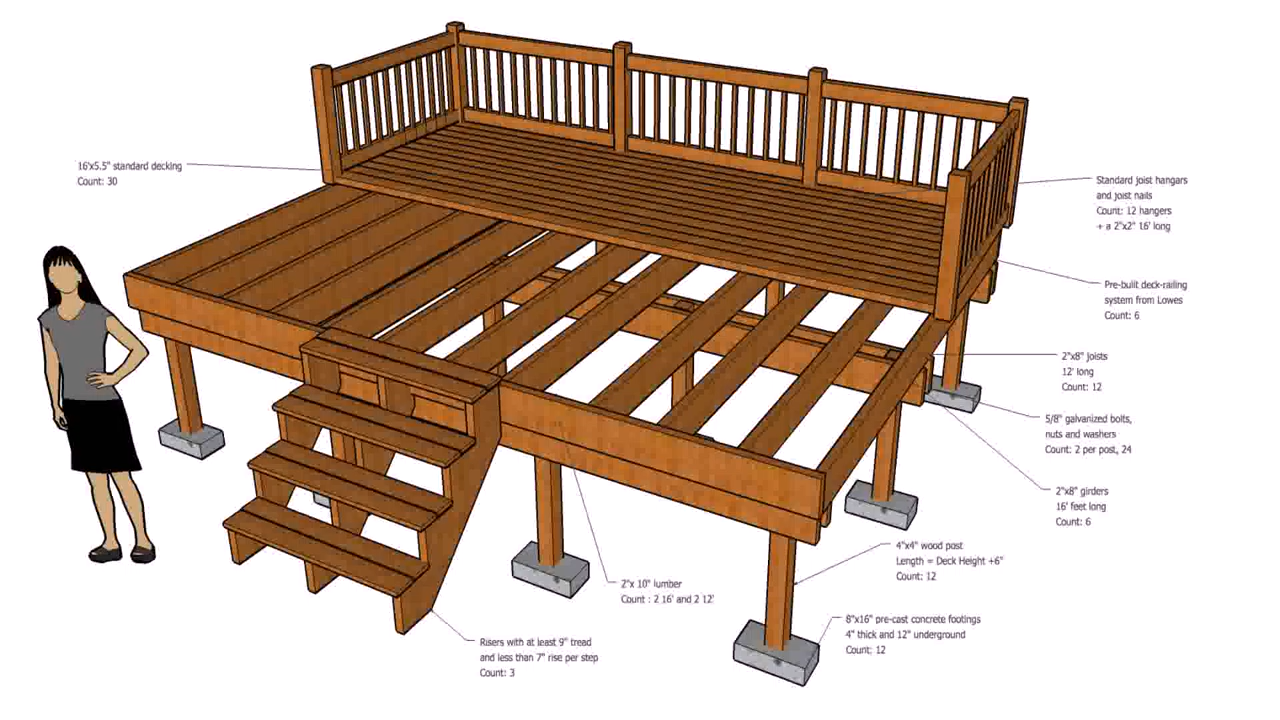 16'x5.5" standard decking
Count: 30
Standard joist hangars
and joist nails
Count: 12 hangers
+ a 2"x2" 16' long
Pre-built deck-railing
system from Lowes
Count: 6
2"x8" joists
12' long
Count: 12
5/8" galvanized bolts,
nuts and washers
Count: 2 per post, 24
2"x8" girders
16' feet long
Count: 6
4"x4" wood post
Length = Deck Height +6"
Count: 12
2"x 10" lumber
Count : 2 16' and 2 12'
8"x16" pre-cast concrete footings
4" thick and 12" underground
Count: 12
Risers with at least 9" tread
and less than 7" rise per step
Count: 3